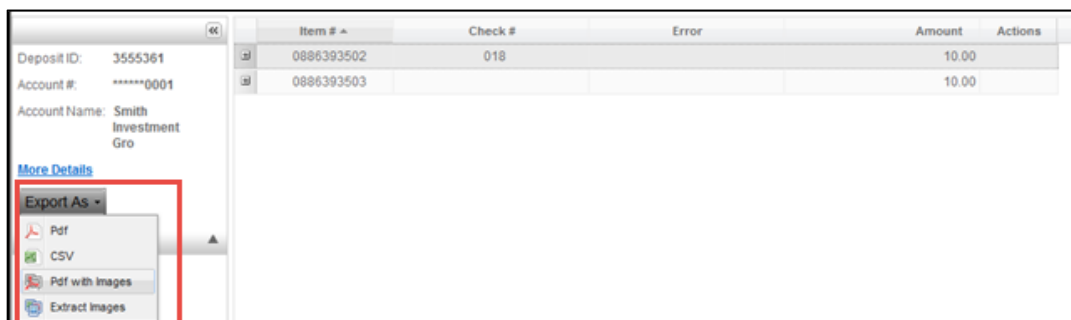 Item # Check # Error Amount Actions
Deposit ID: 3555361
Account #: ******0001
Account Name: Smith
Investment
Gro
More Details
Export As
Pdf
CSV
Pdf with Images
Extract Images
0886393502 018 10.00
0886393503 10.00